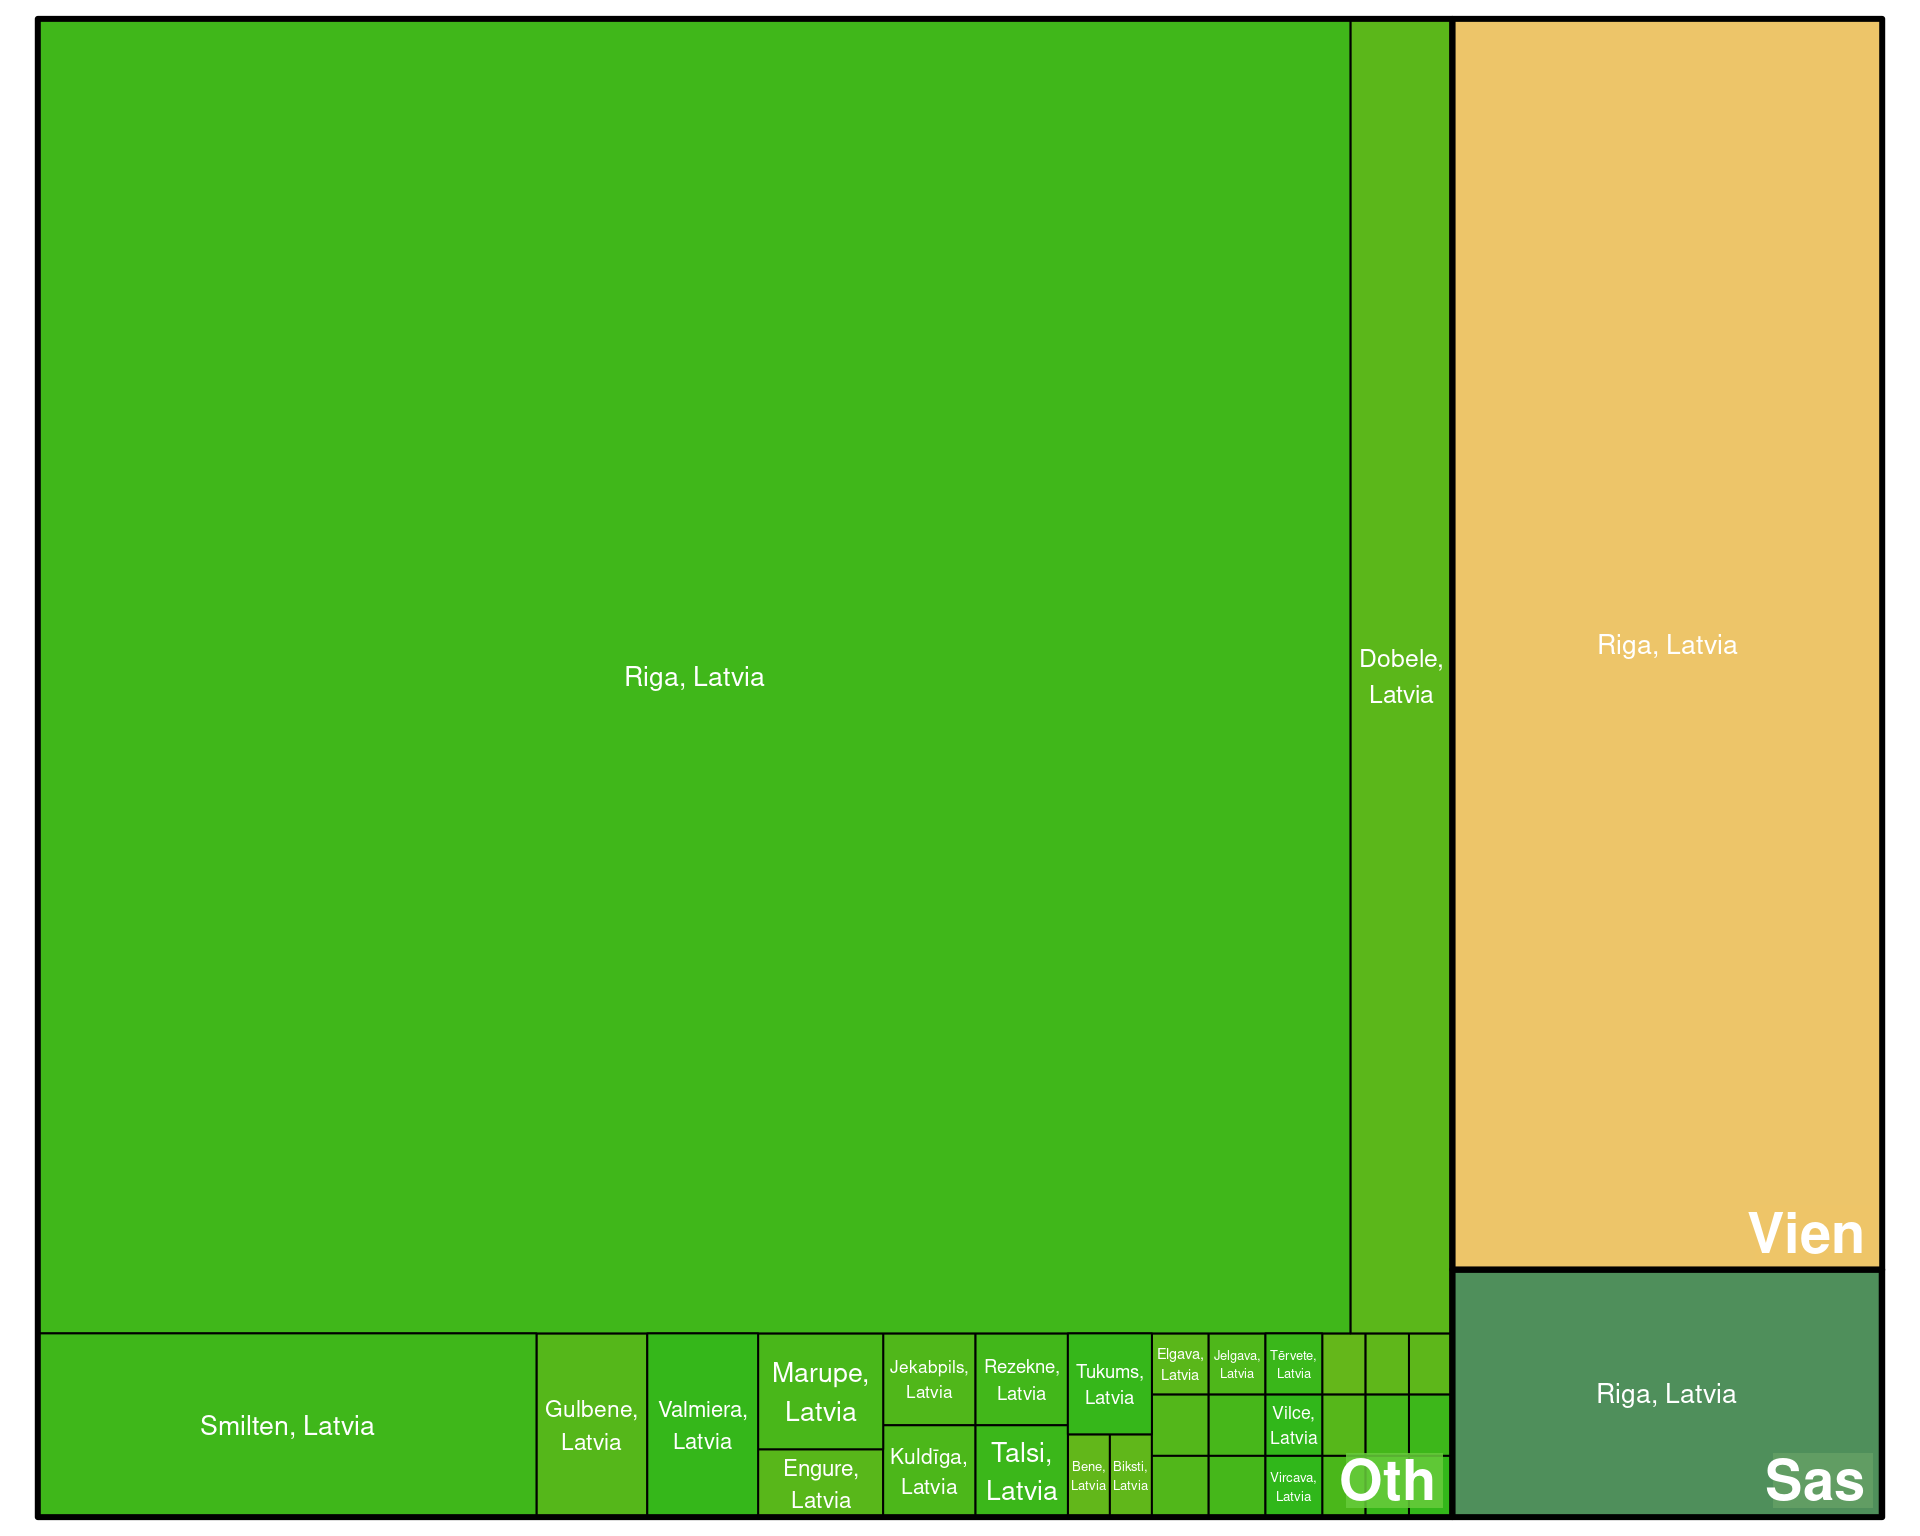 Riga, Latvia
Dobele,
Latvia
Riga, Latvia
Vien
Smilten, Latvia
Gulbene,
Latvia
Valmiera,
Latvia
Marupe,
Latvia
Engure,
Latvia
Jekabpils,
Latvia
Kuldīga,
Latvia
Rezekne,
Latvia
Talsi,
Latvia
Tukums,
Latvia
Bene,
Latvia
Biksti,
Latvia
Elgava,
Latvia
Jelgava,
Latvia
Tērvete,
Latvia
Vilce,
Latvia
Vircava,
Latvia
Oth
Riga, Latvia
Sas